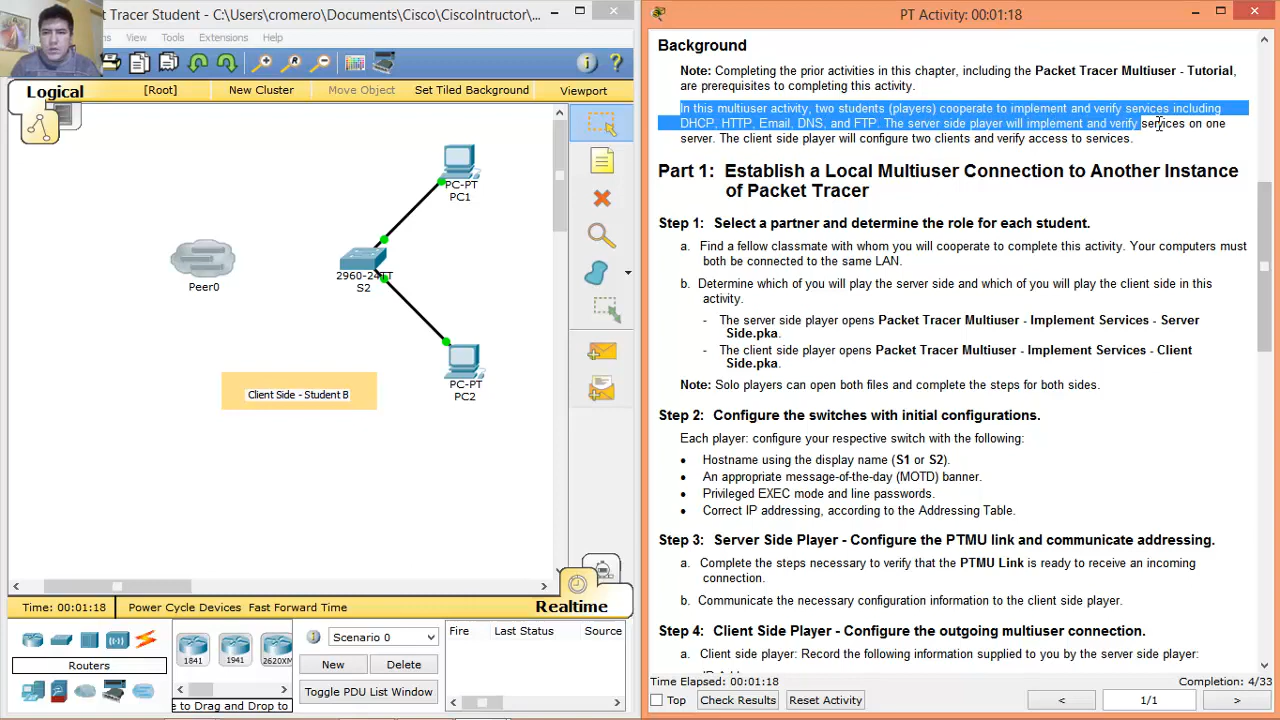 Tracer Student - C:\Users\cromero\Documents\Cisco\CiscoIntructor\...
View Tools Extensions Help
Logical
[Root]
New Cluster
Move Object
Set Tiled Background
Viewport
PC-PT
PC1
2960-24TT
S2
Peer0
PC-PT
PC2
Client Side - Student B
Time: 00:01:18
Power Cycle Devices Fast Forward Time
Realtime
Routers
1841
1941
2620XM
e to Drag and Drop to
Scenario 0
New
Delete
Toggle PDU List Window
Fire
Last Status
Source
PT Activity: 00:01:18
Background
Note: Completing the prior activities in this chapter, including the Packet Tracer Multiuser - Tutorial,
are prerequisites to completing this activity.
In this multiuser activity, two students (players) cooperate to implement and verify services including
DHCP, HTTP, Email, DNS, and FTP. The server side player will implement and verify services on one
server. The client side player will configure two clients and verify access to services.
Part 1: Establish a Local Multiuser Connection to Another Instance
of Packet Tracer
Step 1: Select a partner and determine the role for each student.
a. Find a fellow classmate with whom you will cooperate to complete this activity. Your computers must
both be connected to the same LAN.
b. Determine which of you will play the server side and which of you will play the client side in this
activity.
- The server side player opens Packet Tracer Multiuser - Implement Services - Server
Side.pka.
- The client side player opens Packet Tracer Multiuser - Implement Services - Client
Side.pka.
Note: Solo players can open both files and complete the steps for both sides.
Step 2: Configure the switches with initial configurations.
Each player: configure your respective switch with the following:
• Hostname using the display name (S1 or S2).
• An appropriate message-of-the-day (MOTD) banner.
• Privileged EXEC mode and line passwords.
• Correct IP addressing, according to the Addressing Table.
Step 3: Server Side Player - Configure the PTMU link and communicate addressing.
a. Complete the steps necessary to verify that the PTMU Link is ready to receive an incoming
connection.
b. Communicate the necessary configuration information to the client side player.
Step 4: Client Side Player - Configure the outgoing multiuser connection.
a. Client side player: Record the following information supplied to you by the server side player:
Time Elapsed: 00:01:18
Completion: 4/33
Top
Check Results
Reset Activity
<
1/1
>